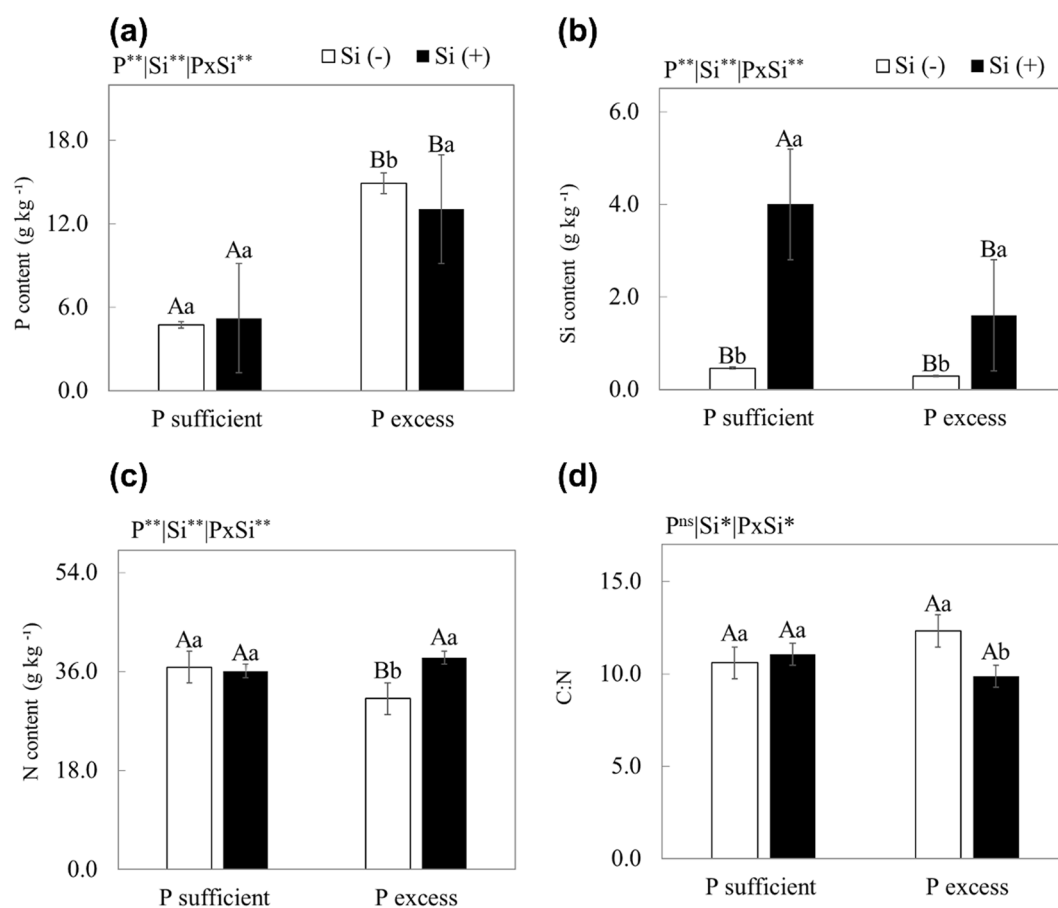 (a)
P**|Si**|PxSi**
Si (-) Si (+)
P content (g kg -1)
18.0
12.0
6.0
0.0
Aa
Aa
Bb
Ba
P sufficient
P excess
(b)
P**|Si**|PxSi**
Si (-) Si (+)
Si content (g kg -1)
6.0
4.0
2.0
0.0
Bb
Aa
Bb
Ba
P sufficient
P excess
(c)
P**|Si**|PxSi**
N content (g kg -1)
54.0
36.0
18.0
0.0
Aa
Aa
Bb
Aa
P sufficient
P excess
(d)
Pns|Si*|PxSi*
C:N
15.0
10.0
5.0
0.0
Aa
Aa
Aa
Ab
P sufficient
P excess